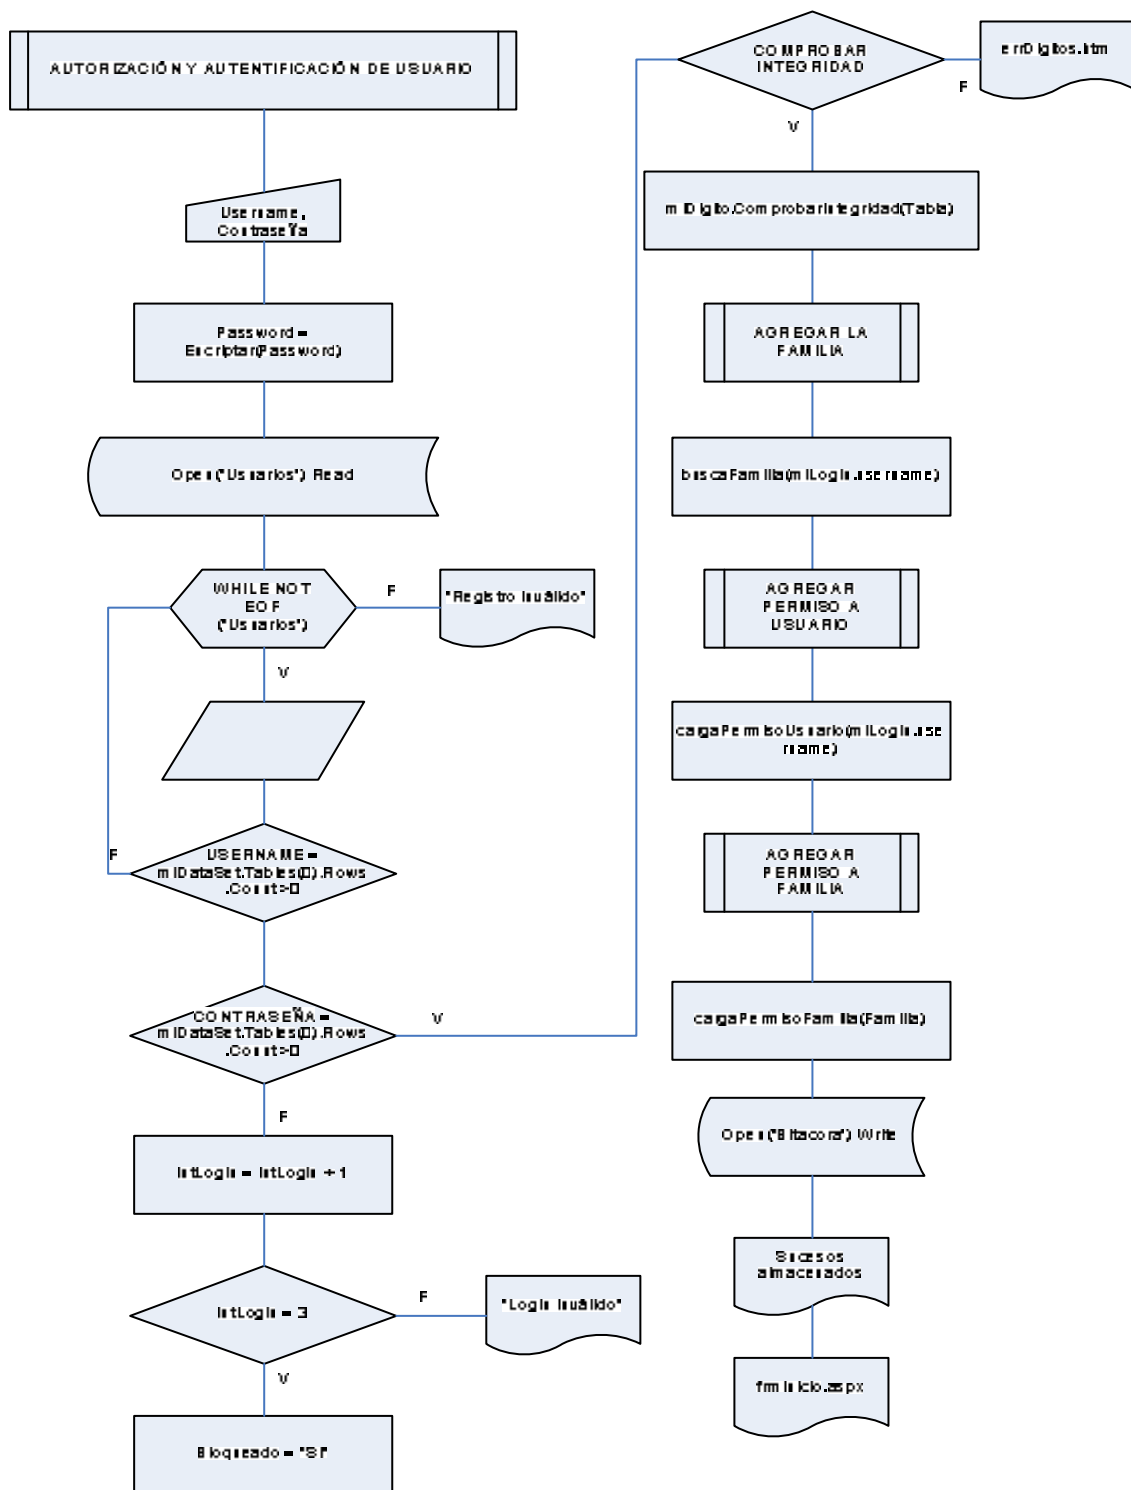 AUTORIZACIÓN Y AUTENTIFICACIÓN DE USUARIO
Username,
Contraseña
Password =
Encriptar(Password)
Open("Usuarios") Read
WHILE NOT
EOF
("Usuarios")
F
"Registro Inválido"
V
USERNAME =
miDataSet.Tables(0).Rows
.Count>0
F
CONTRASEÑA =
miDataSet.Tables(0).Rows
.Count>0
V
F
intLogin = intLogin + 1
intLogin = 3
F
"Login Inválido"
V
Bloqueado = "SI"
COMPROBAR
INTEGRIDAD
F
errDigitos.htm
V
miDigito.ComprobarIntegridad(Tabla)
AGREGAR LA
FAMILIA
buscaFamilia(miLogin.username)
AGREGAR
PERMISO A
USUARIO
cargaPermisoUsuario(miLogin.use
rname)
AGREGAR
PERMISO A
FAMILIA
cargaPermisoFamilia(Familia)
Open("Bitacora") Write
Sucesos
almacenados
frmInicio.aspx